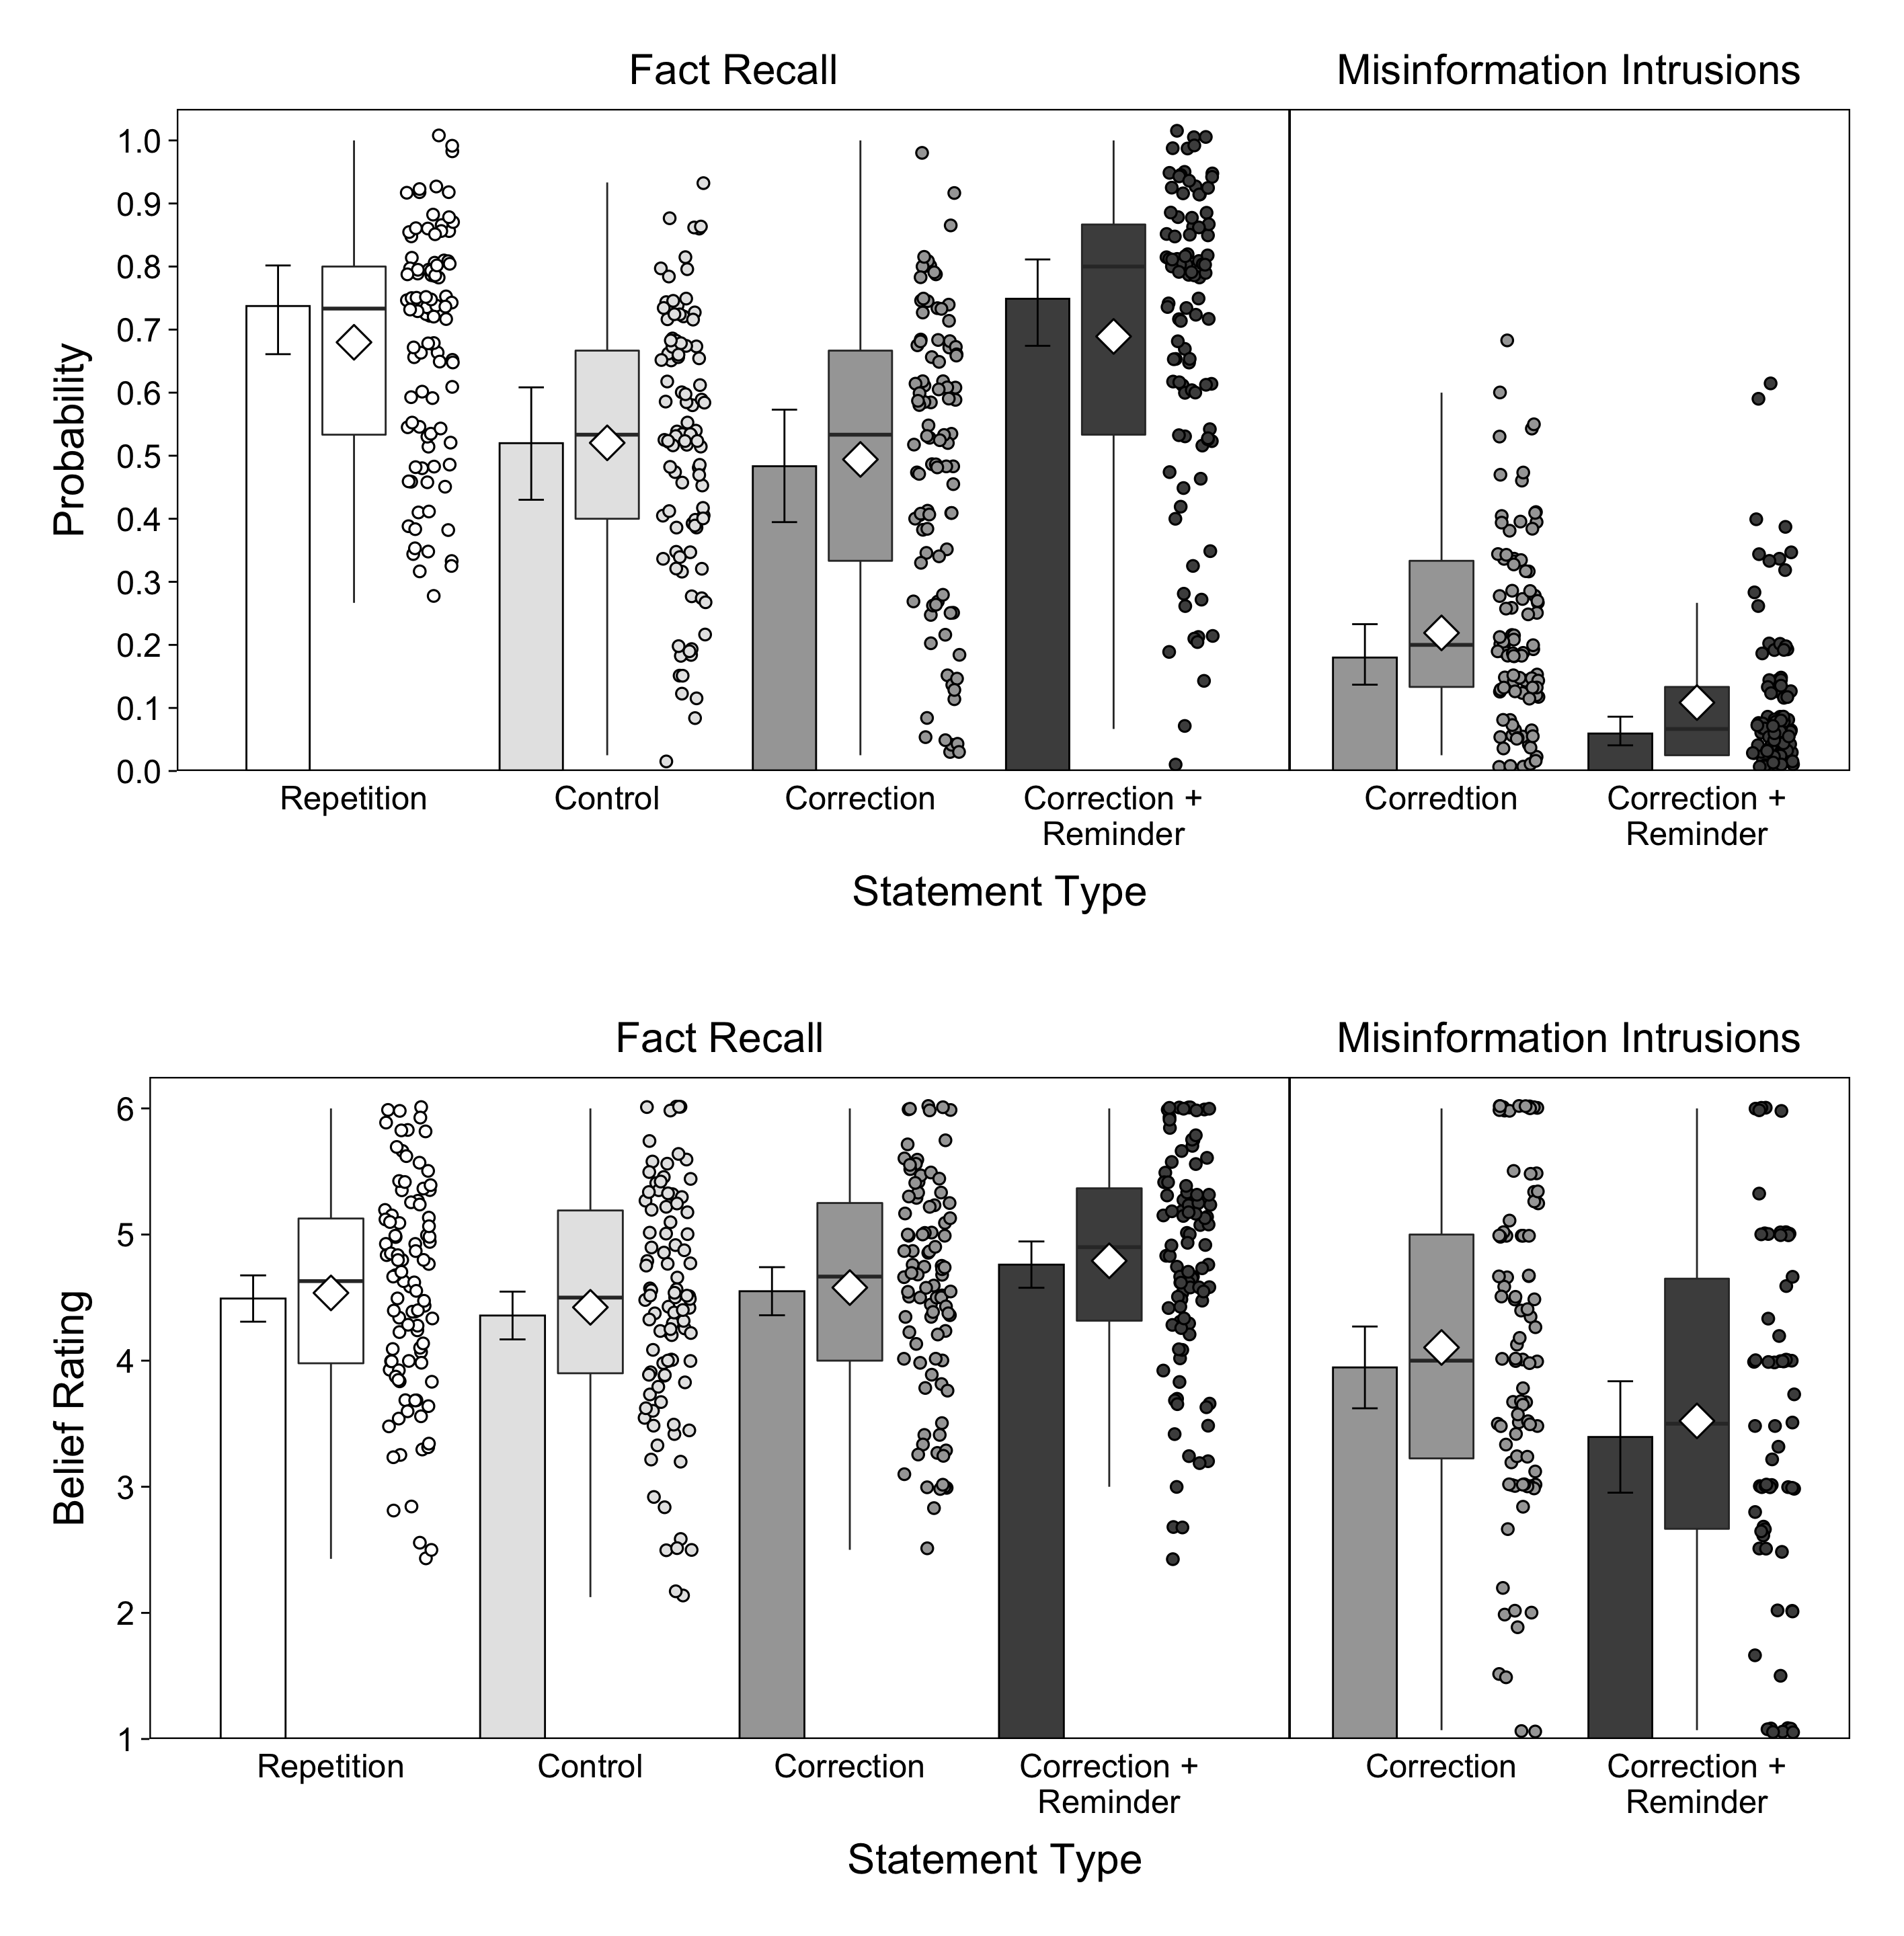 Fact Recall
Misinformation Intrusions
Probability
1.0
0.9
0.8
0.7
0.6
0.5
0.4
0.3
0.2
0.1
0.0
Repetition
Control
Correction
Correction +
Reminder
Corredtion
Correction +
Reminder
Statement Type
Fact Recall
Misinformation Intrusions
Belief Rating
6
5
4
3
2
1
Repetition
Control
Correction
Correction +
Reminder
Correction
Correction +
Reminder
Statement Type